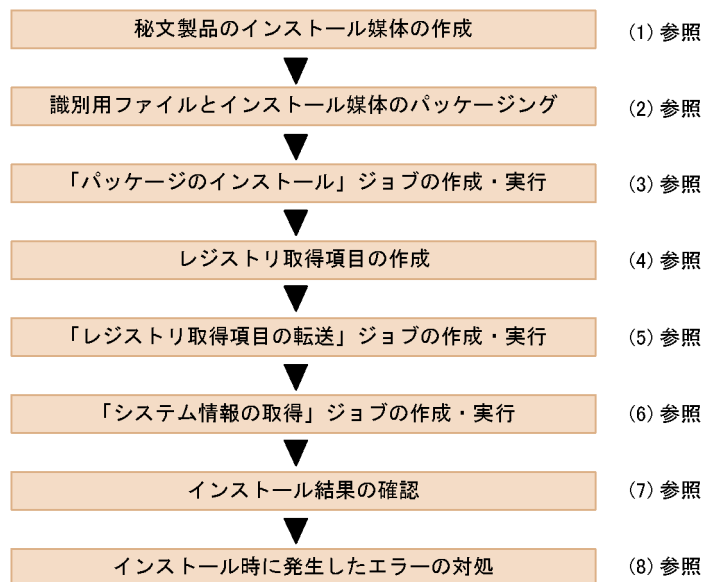 秘文製品のインストール媒体の作成 (1)参照
識別用ファイルとインストール媒体のパッケージング (2)参照
「パッケージのインストール」ジョブの作成・実行 (3)参照
レジストリ取得項目の作成 (4)参照
「レジストリ取得項目の転送」ジョブの作成・実行 (5)参照
「システム情報の取得」ジョブの作成・実行 (6)参照
インストール結果の確認 (7)参照
インストール時に発生したエラーの対処 (8)参照